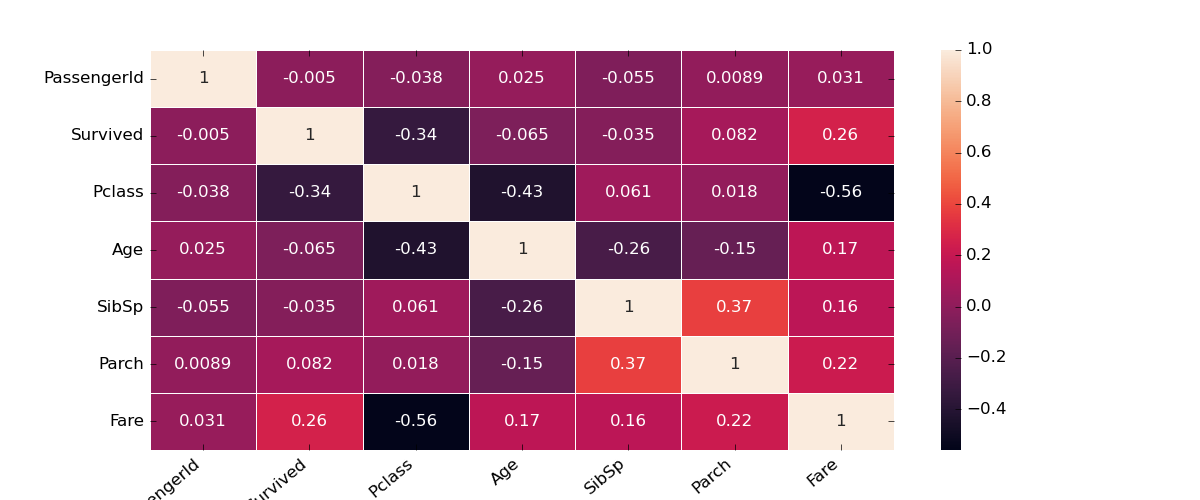 PassengerId 1 -0.005 -0.038 0.025 -0.055 0.0089 0.031
Survived -0.005 1 -0.34 -0.065 -0.035 0.082 0.26
Pclass -0.038 -0.34 1 -0.43 0.061 0.018 -0.56
Age 0.025 -0.065 -0.43 1 -0.26 -0.15 0.17
SibSp -0.055 -0.035 0.061 -0.26 1 0.37 0.16
Parch 0.0089 0.082 0.018 -0.15 0.37 1 0.22
Fare 0.031 0.26 -0.56 0.17 0.16 0.22 1
engerId urvived Pclass Age SibSp Parch Fare
1.0
0.8
0.6
0.4
0.2
0.0
−0.2
−0.4